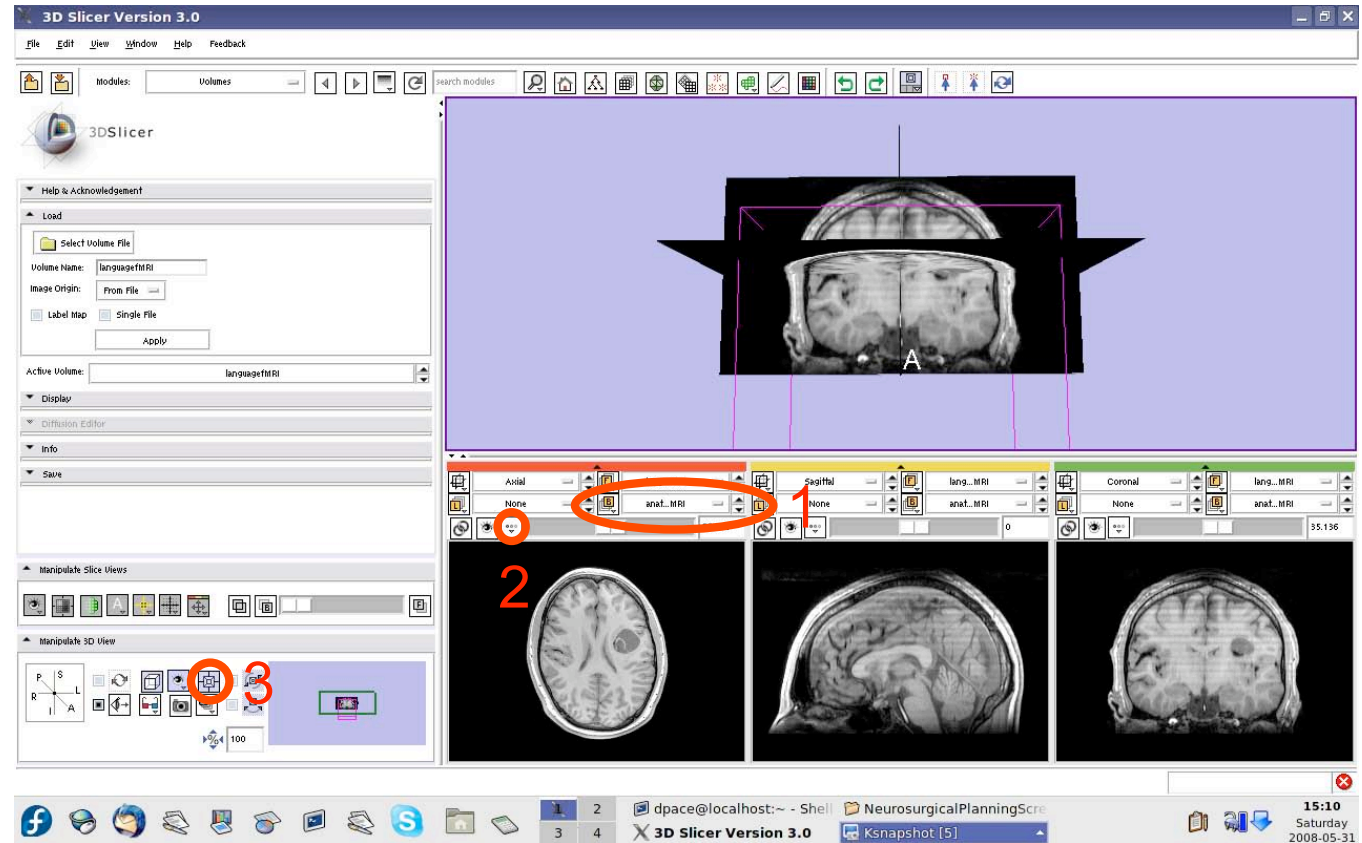 3D Slicer Version 3.0
File Edit View Window Help Feedback
Modules: Volumes search modules
3DSlicer
Help & Acknowledgement
Load
Select Volume File
Volume Name: languagefMRI
Image Origin: From File
Label Map Single File
Apply
Active Volume: languagefMRI
Display
Diffusion Editor
Info
Save
Manipulate Slice Views
A
B F
Manipulate 3D View
P S
R L
I A
% 100
A
Axial F
L None B anat...MRI
1
2
3
Sagittal F lang...MRI
L None B anat...MRI
0
Coronal F lang...MRI
L None B anat...MRI
35.136
1 2 dpace@localhost:~ - Shell NeurosurgicalPlanningScre
3 4 3D Slicer Version 3.0 Ksnapshot [5]
15:10
Saturday
2008-05-31